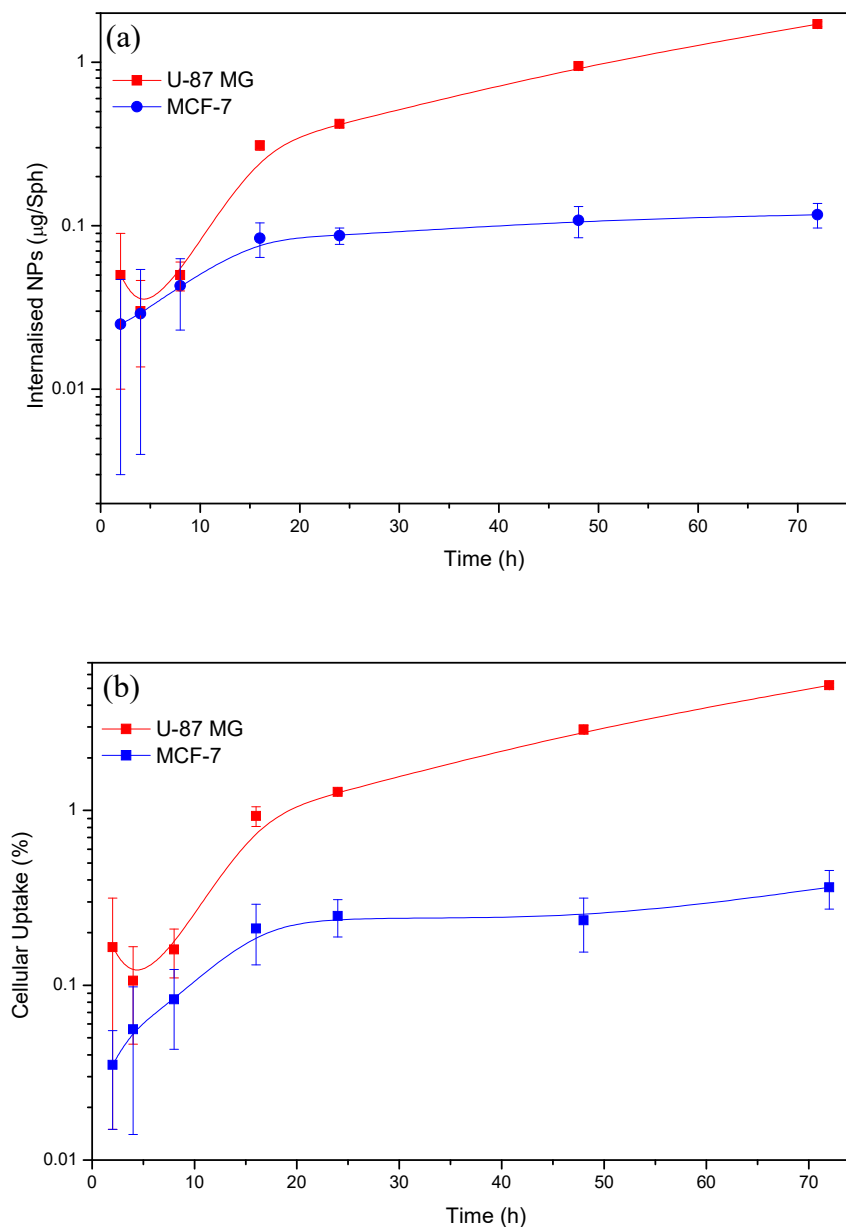 (a)
U-87 MG
MCF-7
1
0.1
0.01
Internalised NPs (μg/Sph)
0 10 20 30 40 50 60 70
Time (h)
(b)
U-87 MG
MCF-7
1
0.1
0.01
Cellular Uptake (%)
0 10 20 30 40 50 60 70
Time (h)